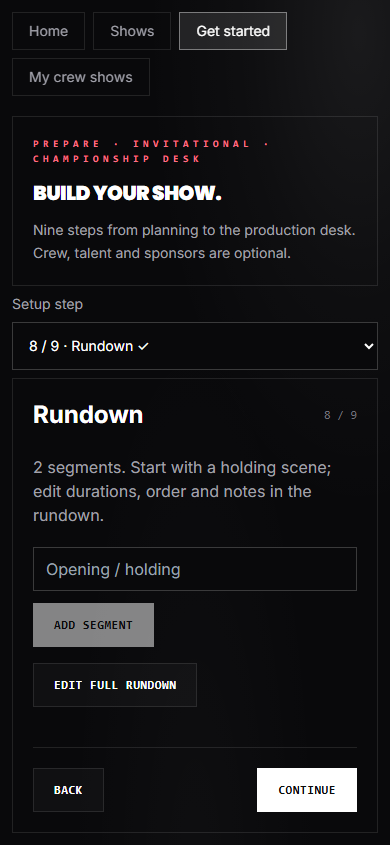 Home
Shows
Get started
My crew shows
PREPARE · INVITATIONAL ·
CHAMPIONSHIP DESK
BUILD YOUR SHOW.
Nine steps from planning to the production desk.
Crew, talent and sponsors are optional.
Setup step
8 / 9 · Rundown ✓
Rundown
8 / 9
2 segments. Start with a holding scene;
edit durations, order and notes in the
rundown.
Opening / holding
ADD SEGMENT
EDIT FULL RUNDOWN
BACK
CONTINUE